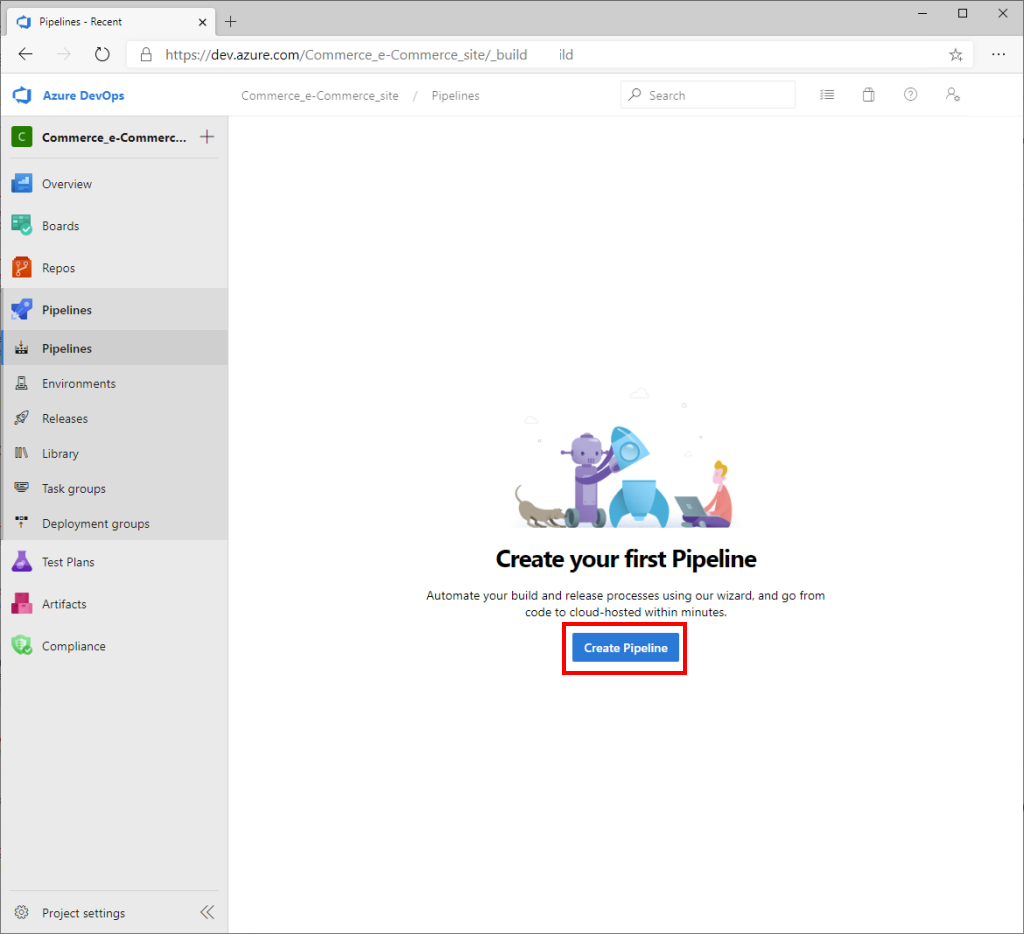 Pipelines - Recent
https://dev.azure.com/Commerce_e-Commerce_site/_build ild
Azure DevOps
Commerce_e-Commerce_site / Pipelines
Search
C
Commerce_e-Commerc...
Overview
Boards
Repos
Pipelines
Pipelines
Environments
Releases
Library
Task groups
Deployment groups
Test Plans
Artifacts
Compliance
Create your first Pipeline
Automate your build and release processes using our wizard, and go from
code to cloud-hosted within minutes.
Create Pipeline
Project settings